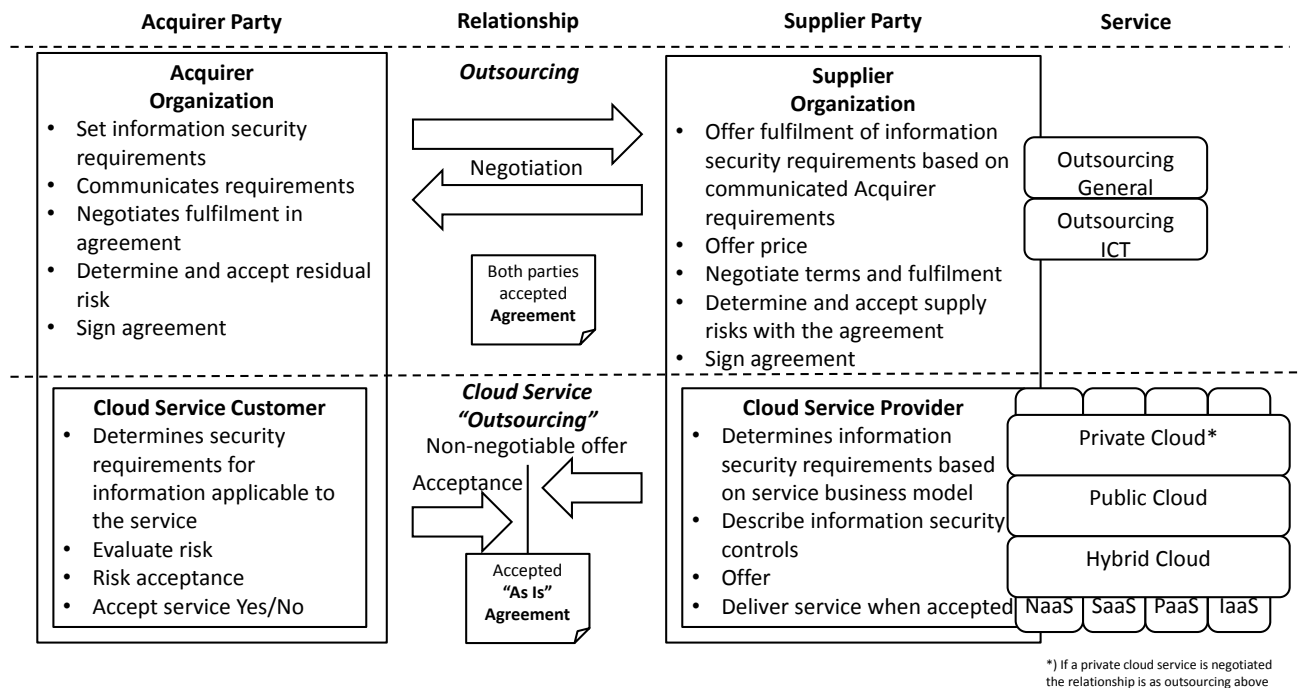 Acquirer Party
Relationship
Supplier Party
Service
Acquirer
Organization
• Set information security
requirements
• Communicates requirements
• Negotiates fulfilment in
agreement
• Determine and accept residual
risk
• Sign agreement
Outsourcing
Negotiation
Both parties
accepted
Agreement
Supplier
Organization
• Offer fulfilment of information
security requirements based on
communicated Acquirer
requirements
• Offer price
• Negotiate terms and fulfilment
• Determine and accept supply
risks with the agreement
• Sign agreement
Outsourcing
General
Outsourcing
ICT
Cloud Service Customer
• Determines security
requirements for
information applicable to
the service
• Evaluate risk
• Risk acceptance
• Accept service Yes/No
Cloud Service
“Outsourcing”
Non-negotiable offer
Acceptance
Accepted
“As Is”
Agreement
Cloud Service Provider
• Determines information
security requirements based
on service business model
• Describe information security
controls
• Offer
• Deliver service when accepted
Private Cloud*
Public Cloud
Hybrid Cloud
NaaS SaaS PaaS IaaS
*) If a private cloud service is negotiated
the relationship is as outsourcing above